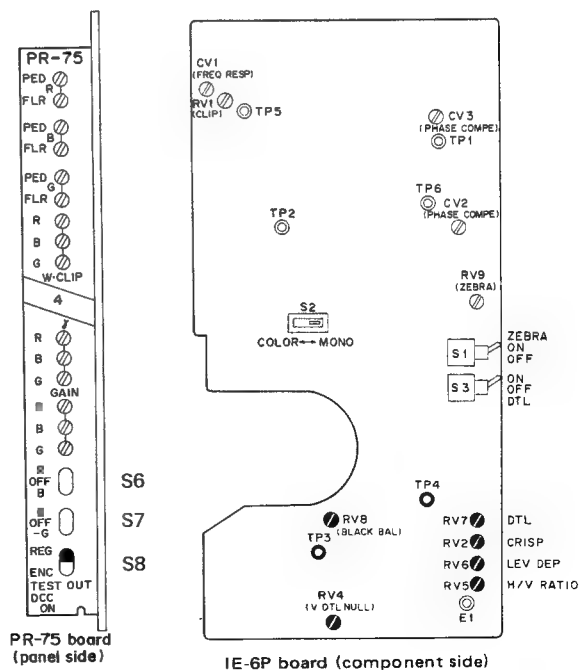 PR-75
PED
R
FLR
PED
B
FLR
PED
G
FLR
R
B
G
W·CLIP
4
γ
R
B
G
GAIN
B
G
OFF
B
S6
OFF
-G
S7
REG
S8
ENC
TEST OUT
DCC
ON
PR-75 board
(panel side)
CV1
(FREQ RESP)
RV1
(CLIP)
TP5
CV3
(PHASE COMPE)
TP1
TP6
CV2
(PHASE COMPE)
TP2
RV9
(ZEBRA)
S2
COLOR↔MONO
S1
ZEBRA
ON
OFF
S3
ON
OFF
DTL
TP4
RV8
(BLACK BAL)
TP3
RV7 DTL
RV2 CRISP
RV6 LEV DEP
RV5 H/V RATIO
E1
RV4
(V DTL NULL)
IE-6P board (component side)